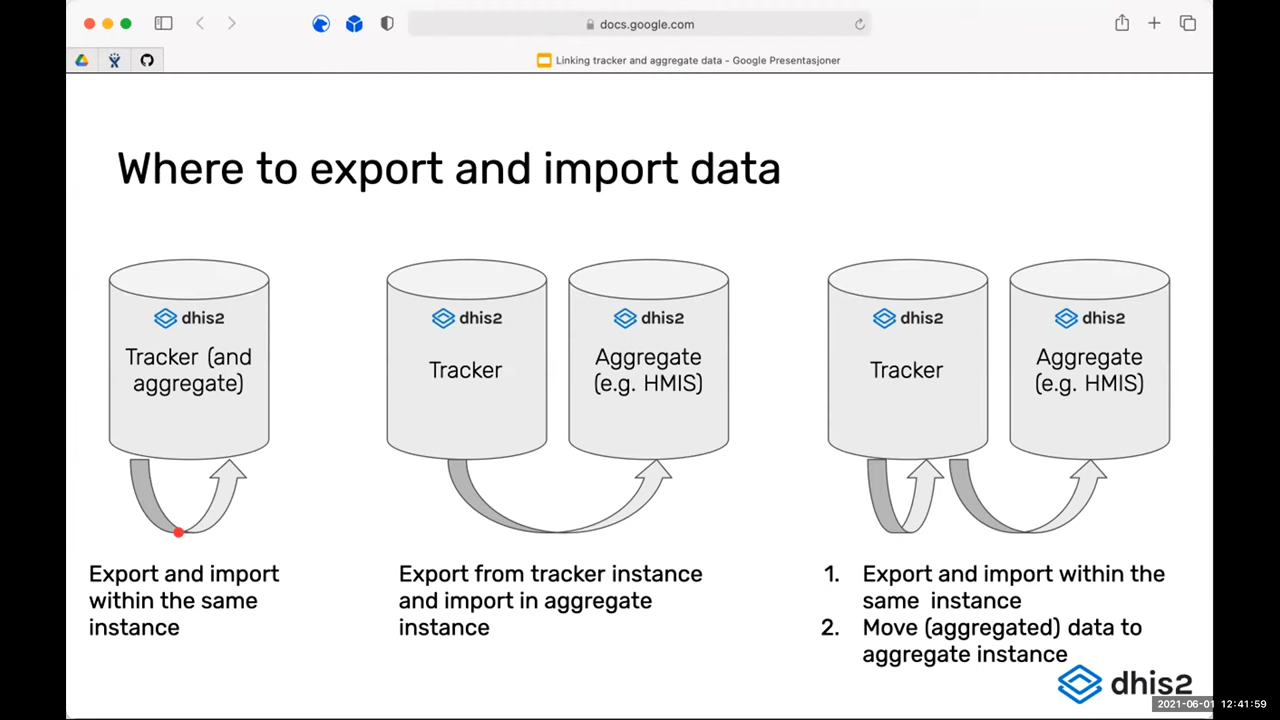 docs.google.com
Linking tracker and aggregate data - Google Presentasjoner
Where to export and import data
dhis2
Tracker (and
aggregate)
dhis2
Tracker
dhis2
Aggregate
(e.g. HMIS)
dhis2
Tracker
dhis2
Aggregate
(e.g. HMIS)
Export and import
within the same
instance
Export from tracker instance
and import in aggregate
instance
1. Export and import within the
same instance
2. Move (aggregated) data to
aggregate instance
dhis2
2021-06-01 12:41:59